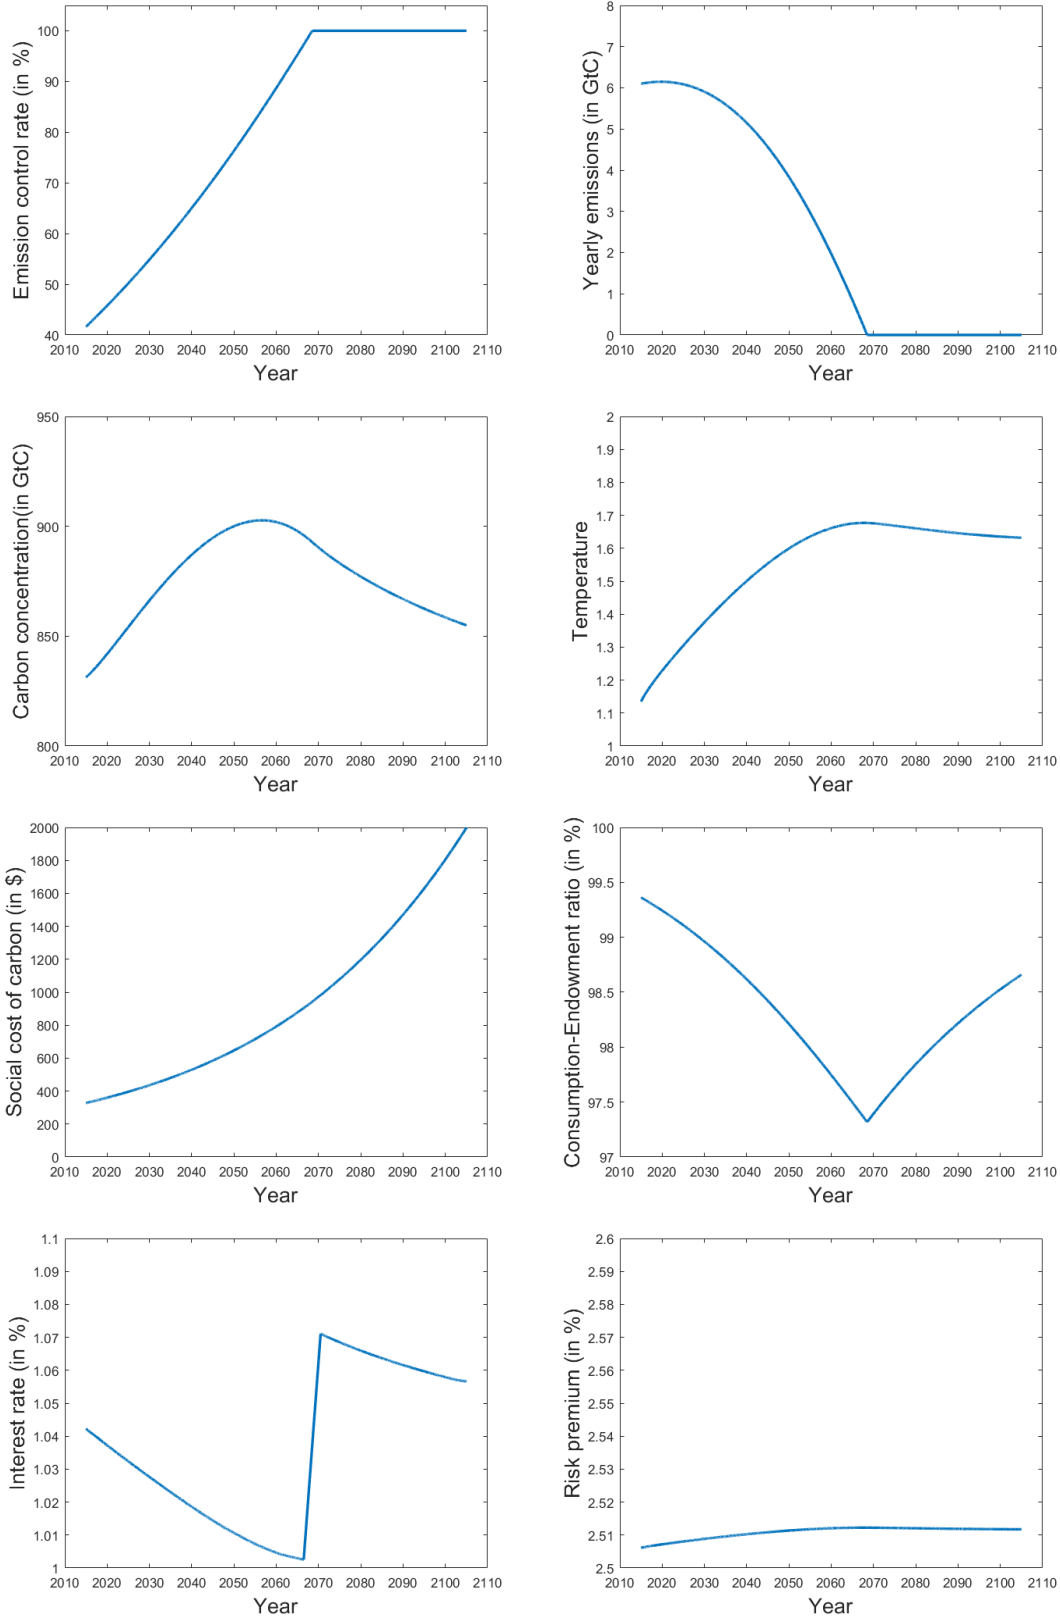 Emission control rate (in %)
100
90
80
70
60
50
40
2010 2020 2030 2040 2050 2060 2070 2080 2090 2100 2110
Year
Yearly emissions (in GtC)
8
7
6
5
4
3
2
1
0
2010 2020 2030 2040 2050 2060 2070 2080 2090 2100 2110
Year
Carbon concentration(in GtC)
950
900
850
800
2010 2020 2030 2040 2050 2060 2070 2080 2090 2100 2110
Year
Temperature
2
1.9
1.8
1.7
1.6
1.5
1.4
1.3
1.2
1.1
1
2010 2020 2030 2040 2050 2060 2070 2080 2090 2100 2110
Year
Social cost of carbon (in $)
2000
1800
1600
1400
1200
1000
800
600
400
200
0
2010 2020 2030 2040 2050 2060 2070 2080 2090 2100 2110
Year
Consumption-Endowment ratio (in %)
100
99.5
99
98.5
98
97.5
97
2010 2020 2030 2040 2050 2060 2070 2080 2090 2100 2110
Year
Interest rate (in %)
1.1
1.09
1.08
1.07
1.06
1.05
1.04
1.03
1.02
1.01
1
2010 2020 2030 2040 2050 2060 2070 2080 2090 2100 2110
Year
Risk premium (in %)
2.6
2.59
2.58
2.57
2.56
2.55
2.54
2.53
2.52
2.51
2.5
2010 2020 2030 2040 2050 2060 2070 2080 2090 2100 2110
Year